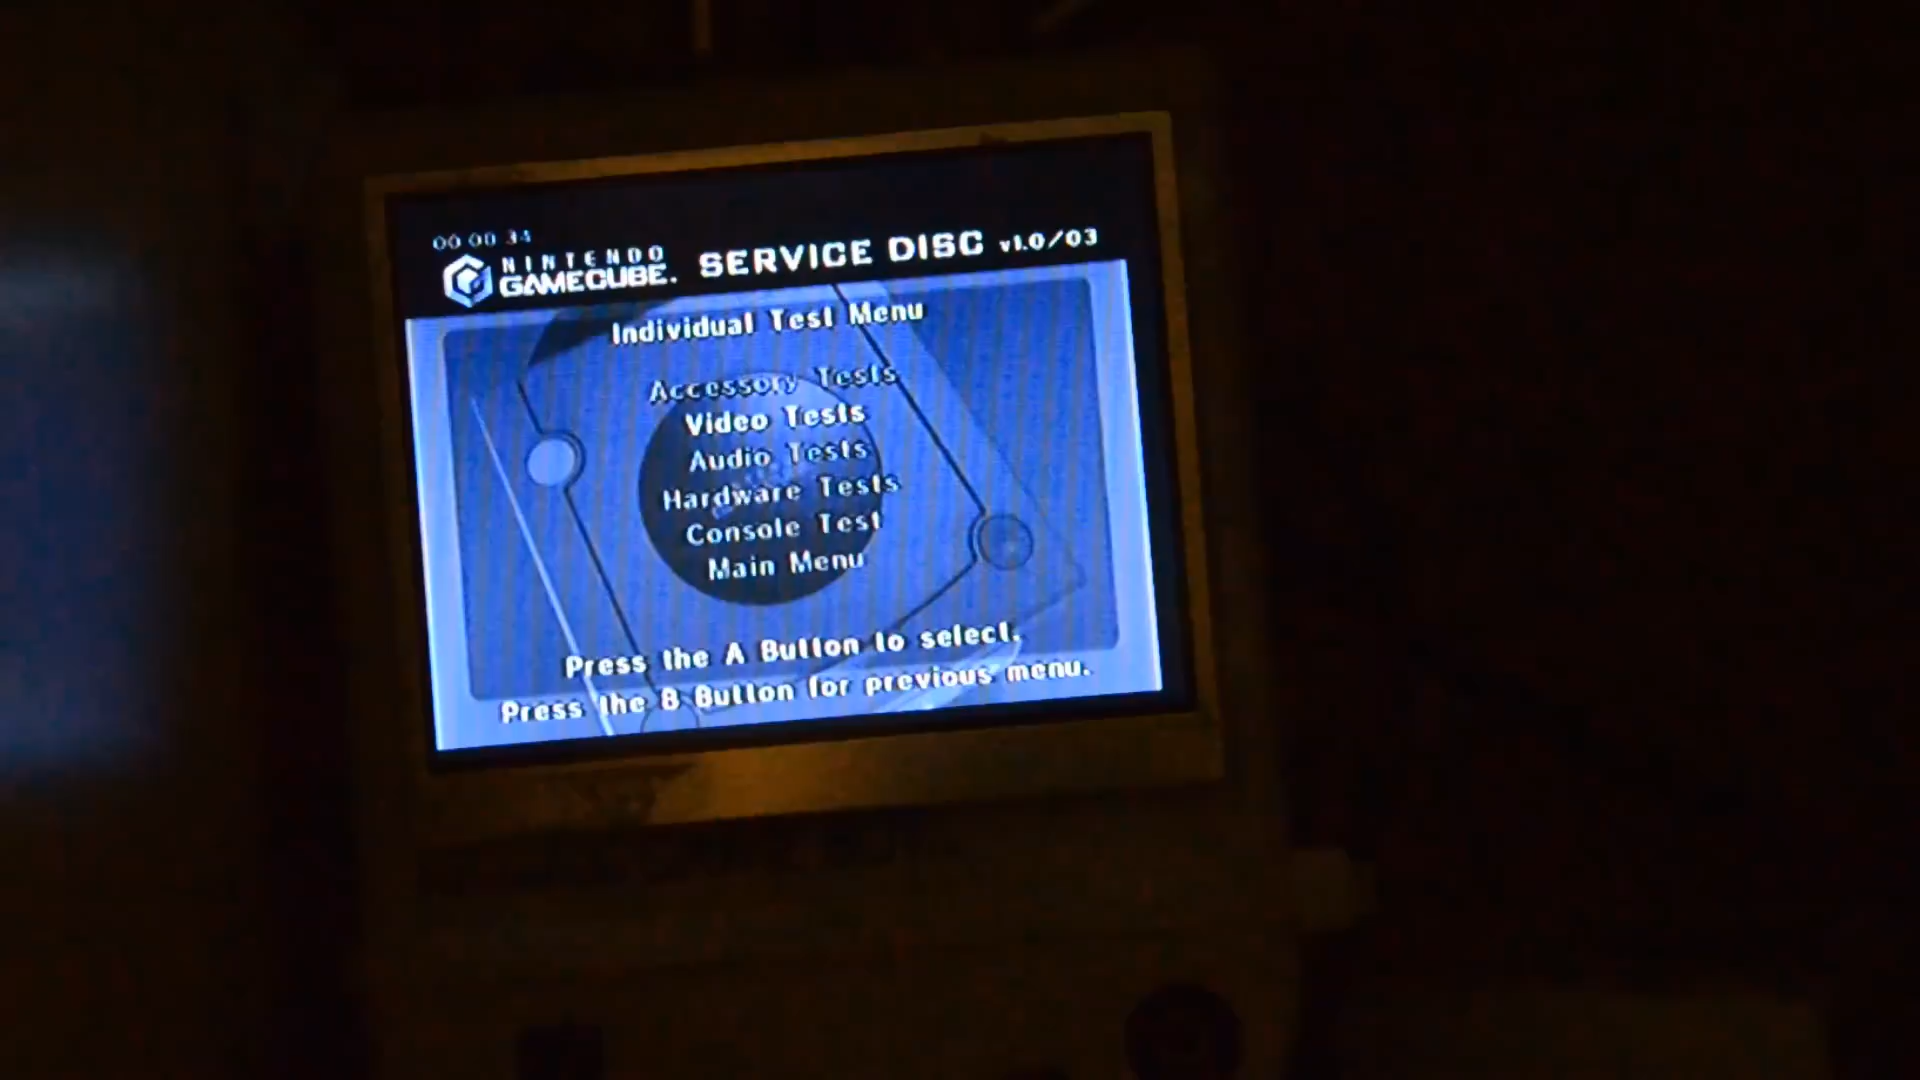 00 00 34
NINTENDO
GAMECUBE. SERVICE DISC v1.0/03
Individual Test Menu
Accessory Tests
Video Tests
Audio Tests
Hardware Tests
Console Test
Main Menu
Press the A Button to select.
Press the B Button for previous menu.